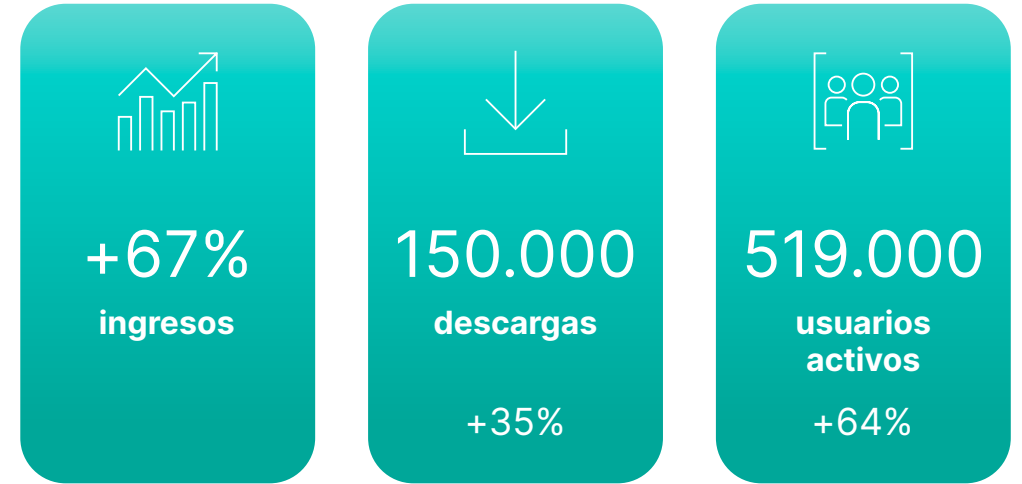 +67%
ingresos
150.000
descargas
+35%
519.000
usuarios
activos
+64%